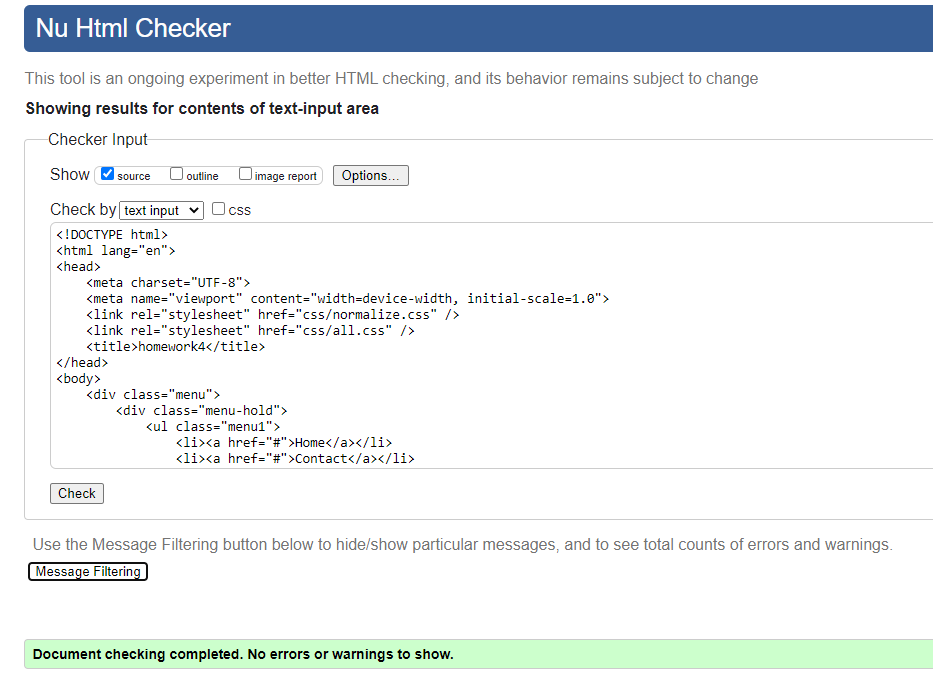 Nu Html Checker
This tool is an ongoing experiment in better HTML checking, and its behavior remains subject to change
Showing results for contents of text-input area
Checker Input
Show source outline image report Options...
Check by text input css
<!DOCTYPE html>
<html lang="en">
<head>
    <meta charset="UTF-8">
    <meta name="viewport" content="width=device-width, initial-scale=1.0">
    <link rel="stylesheet" href="css/normalize.css" />
    <link rel="stylesheet" href="css/all.css" />
    <title>homework4</title>
</head>
<body>
    <div class="menu">
        <div class="menu-hold">
            <ul class="menu1">
                <li><a href="#">Home</a></li>
                <li><a href="#">Contact</a></li>
Check
Use the Message Filtering button below to hide/show particular messages, and to see total counts of errors and warnings.
Message Filtering
Document checking completed. No errors or warnings to show.